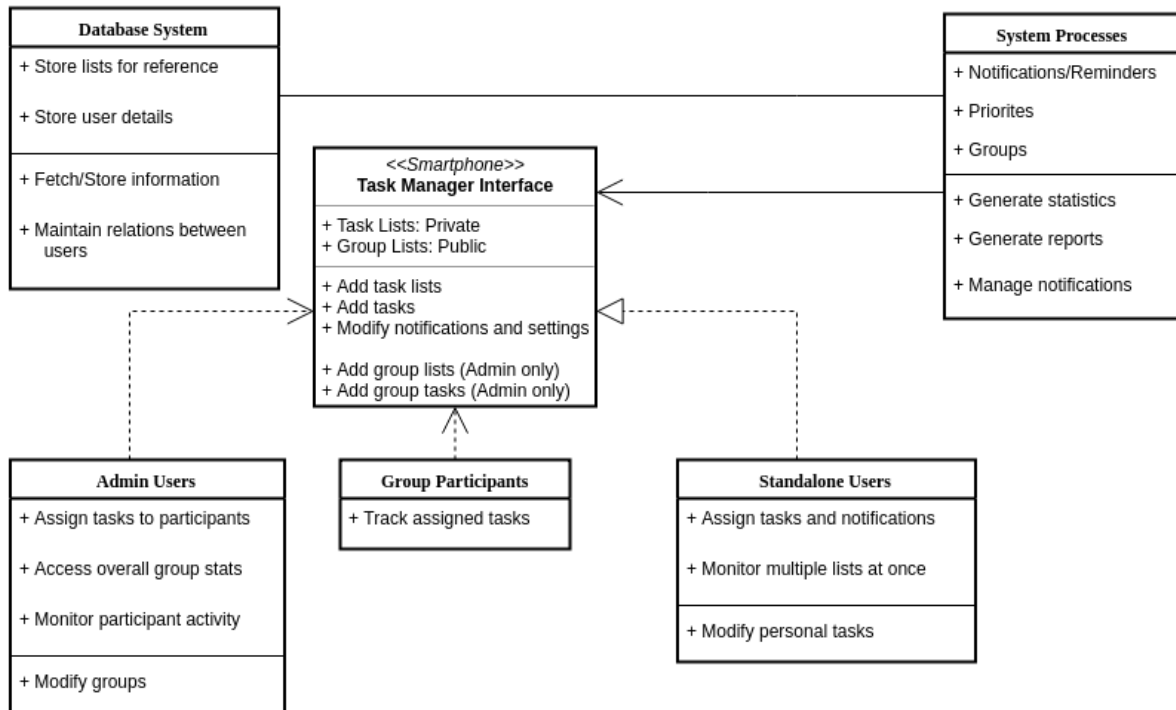 Database System
+ Store lists for reference
+ Store user details
+ Fetch/Store information
+ Maintain relations between
users
System Processes
+ Notifications/Reminders
+ Priorites
+ Groups
+ Generate statistics
+ Generate reports
+ Manage notifications
<<Smartphone>>
Task Manager Interface
+ Task Lists: Private
+ Group Lists: Public
+ Add task lists
+ Add tasks
+ Modify notifications and settings
+ Add group lists (Admin only)
+ Add group tasks (Admin only)
Admin Users
+ Assign tasks to participants
+ Access overall group stats
+ Monitor participant activity
+ Modify groups
Group Participants
+ Track assigned tasks
Standalone Users
+ Assign tasks and notifications
+ Monitor multiple lists at once
+ Modify personal tasks